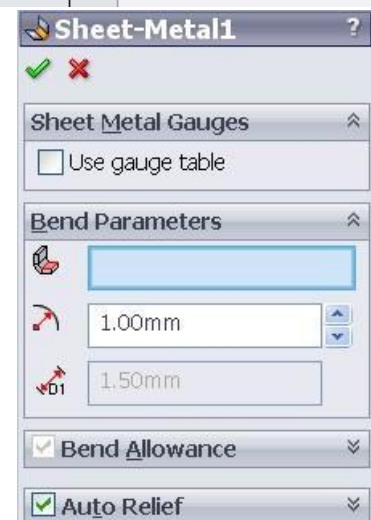 Sheet-Metal1 ?
Sheet Metal Gauges
Use gauge table
Bend Parameters
1.00mm
D1 1.50mm
Bend Allowance
Auto Relief